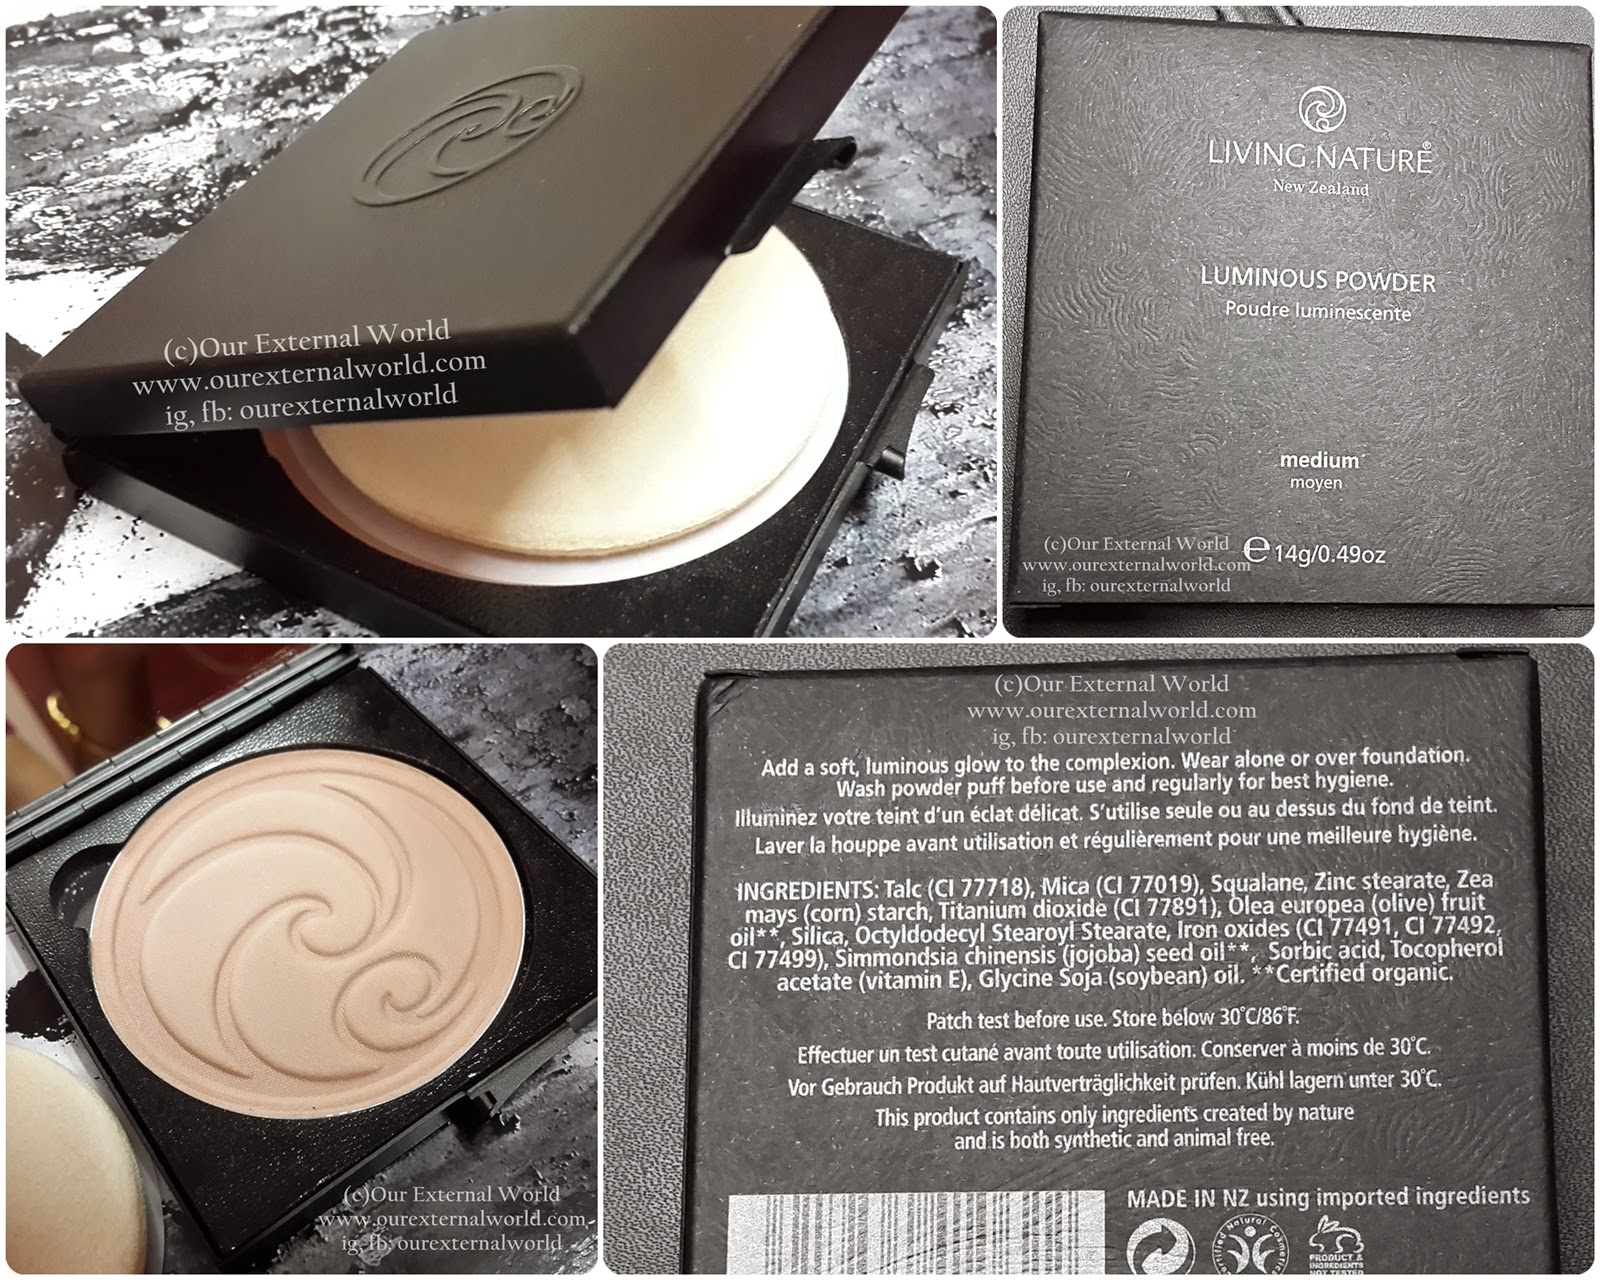 (c)Our External World
www.ourexternalworld.com
ig, fb: ourexternalworld
LIVING NATURE®
New Zealand
LUMINOUS POWDER
Poudre luminescente
medium
moyen
(c)Our External World
www.ourexternalworld.com
ig, fb: ourexternalworld
e 14g/0.49oz
(c)Our External World
www.ourexternalworld.com
ig, fb: ourexternalworld
(c)Our External World
www.ourexternalworld.com
ig, fb: ourexternalworld
Add a soft, luminous glow to the complexion. Wear alone or over foundation.
Wash powder puff before use and regularly for best hygiene.
Illuminez votre teint d'un éclat délicat. S'utilise seule ou au dessus du fond de teint.
Laver la houppe avant utilisation et régulièrement pour une meilleure hygiène.
INGREDIENTS: Talc (CI 77718), Mica (CI 77019), Squalane, Zinc stearate, Zea
mays (corn) starch, Titanium dioxide (CI 77891), Olea europea (olive) fruit
oil**, Silica, Octyldodecyl Stearoyl Stearate, Iron oxides (CI 77491, CI 77492,
CI 77499), Simmondsia chinensis (jojoba) seed oil**, Sorbic acid, Tocopherol
acetate (vitamin E), Glycine Soja (soybean) oil. **Certified organic.
Patch test before use. Store below 30°C/86°F.
Effectuer un test cutané avant toute utilisation. Conserver à moins de 30°C.
Vor Gebrauch Produkt auf Hautverträglichkeit prüfen. Kühl lagern unter 30°C.
This product contains only ingredients created by nature
and is both synthetic and animal free.
MADE IN NZ using imported ingredients
Certified Natural Cosmetics
PRODUCT &
INGREDIENTS
NOT TESTED